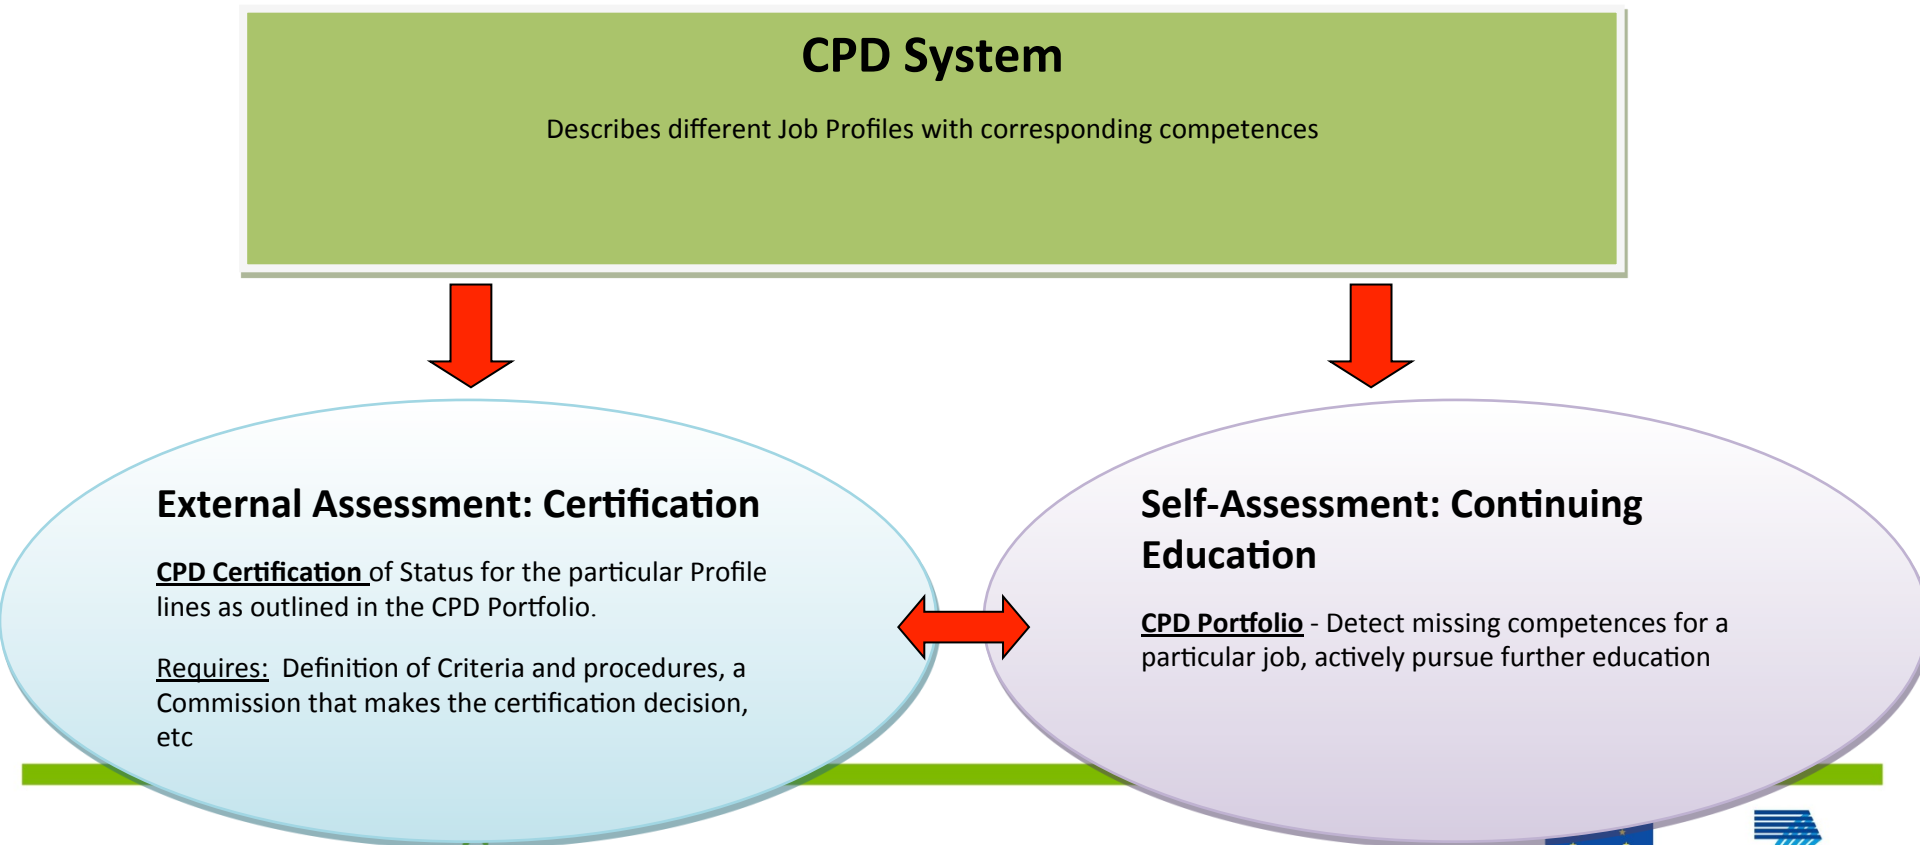 CPD System
Describes different Job Profiles with corresponding competences
External Assessment: Certification
CPD Certification of Status for the particular Profile
lines as outlined in the CPD Portfolio.
Requires:  Definition of Criteria and procedures, a
Commission that makes the certification decision,
etc
Self-Assessment: Continuing
Education
CPD Portfolio - Detect missing competences for a
particular job, actively pursue further education